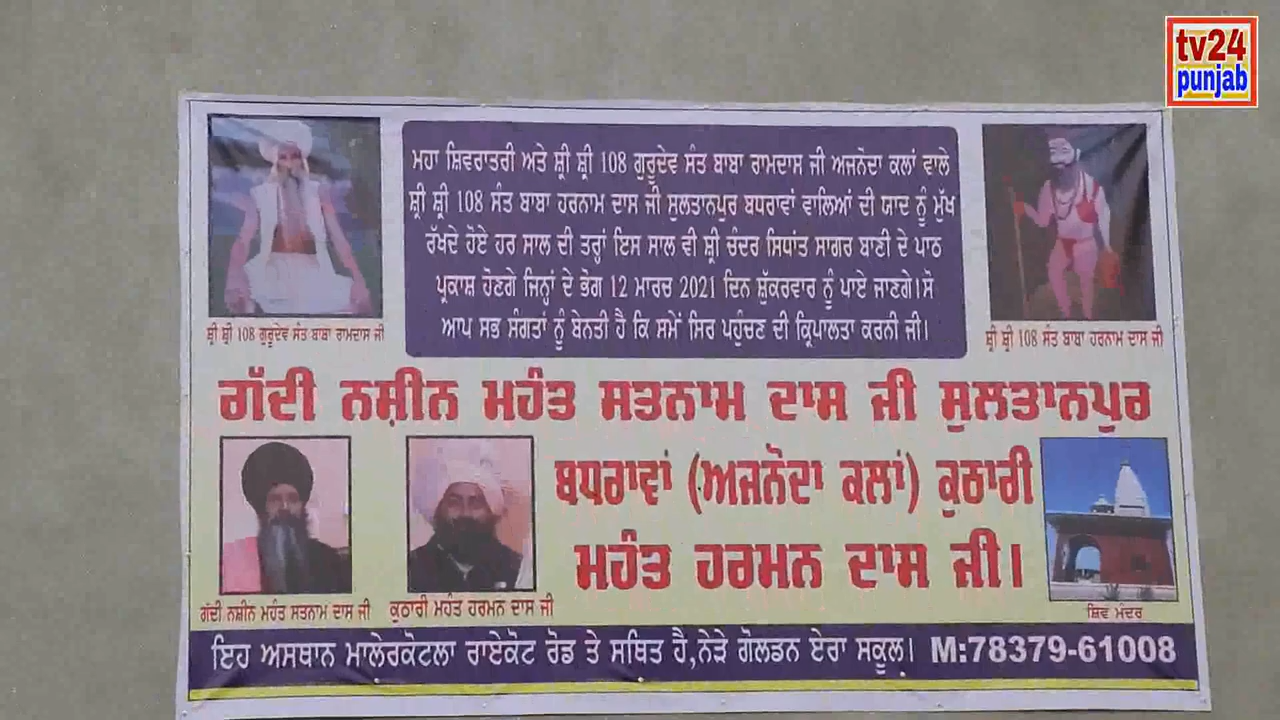 tv24
punjab
ਮਹਾ ਸ਼ਿਵਰਾਤਰੀ ਅਤੇ ਸ਼੍ਰੀ ਸ਼੍ਰੀ 108 ਗੁਰੂਦੇਵ ਸੰਤ ਬਾਬਾ ਰਾਮਦਾਸ ਜੀ ਅਜਨੋਦਾ ਕਲਾਂ ਵਾਲੇ
ਸ਼੍ਰੀ ਸ਼੍ਰੀ 108 ਸੰਤ ਬਾਬਾ ਹਰਨਾਮ ਦਾਸ ਜੀ ਸੁਲਤਾਨਪੁਰ ਬਧਰਾਵਾਂ ਵਾਲਿਆਂ ਦੀ ਯਾਦ ਨੂੰ ਮੁੱਖ
ਰੱਖਦੇ ਹੋਏ ਹਰ ਸਾਲ ਦੀ ਤਰ੍ਹਾਂ ਇਸ ਸਾਲ ਵੀ ਸ਼੍ਰੀ ਚੰਦਰ ਸਿਧਾਂਤ ਸਾਗਰ ਬਾਣੀ ਦੇ ਪਾਠ
ਪ੍ਰਕਾਸ਼ ਹੋਣਗੇ ਜਿਨ੍ਹਾਂ ਦੇ ਭੋਗ 12 ਮਾਰਚ 2021 ਦਿਨ ਸ਼ੁੱਕਰਵਾਰ ਨੂੰ ਪਾਏ ਜਾਣਗੇ।ਸੋ
ਆਪ ਸਭ ਸੰਗਤਾਂ ਨੂੰ ਬੇਨਤੀ ਹੈ ਕਿ ਸਮੇਂ ਸਿਰ ਪਹੁੰਚਣ ਦੀ ਕ੍ਰਿਪਾਲਤਾ ਕਰਨੀ ਜੀ।
ਸ਼੍ਰੀ ਸ਼੍ਰੀ 108 ਗੁਰੂਦੇਵ ਸੰਤ ਬਾਬਾ ਰਾਮਦਾਸ ਜੀ
ਸ਼੍ਰੀ ਸ਼੍ਰੀ 108 ਸੰਤ ਬਾਬਾ ਹਰਨਾਮ ਦਾਸ ਜੀ
ਗੱਦੀ ਨਸ਼ੀਨ ਮਹੰਤ ਸਤਨਾਮ ਦਾਸ ਜੀ ਸੁਲਤਾਨਪੁਰ
ਬਧਰਾਵਾਂ (ਅਜਨੋਦਾ ਕਲਾਂ) ਕੁਠਾਰੀ
ਮਹੰਤ ਹਰਮਨ ਦਾਸ ਜੀ।
ਗੱਦੀ ਨਸ਼ੀਨ ਮਹੰਤ ਸਤਨਾਮ ਦਾਸ ਜੀ
ਕੁਠਾਰੀ ਮਹੰਤ ਹਰਮਨ ਦਾਸ ਜੀ
ਸ਼ਿਵ ਮੰਦਰ
ਇਹ ਅਸਥਾਨ ਮਾਲੇਰਕੋਟਲਾ ਰਾਏਕੋਟ ਰੋਡ ਤੇ ਸਥਿਤ ਹੈ,ਨੇੜੇ ਗੋਲਡਨ ਏਰਾ ਸਕੂਲ। M:78379-61008